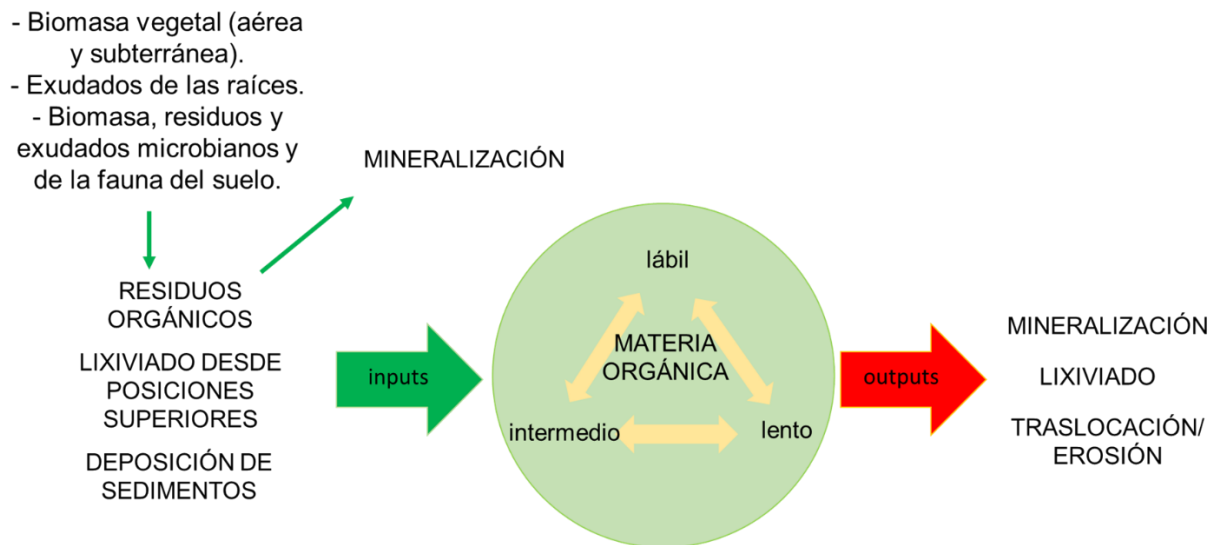 - Biomasa vegetal (aérea
y subterránea).
- Exudados de las raíces.
- Biomasa, residuos y
exudados microbianos y
de la fauna del suelo.
MINERALIZACIÓN
RESIDUOS
ORGÁNICOS
LIXIVIADO DESDE
POSICIONES
SUPERIORES
DEPOSICIÓN DE
SEDIMENTOS
inputs
lábil
MATERIA
ORGÁNICA
intermedio
lento
outputs
MINERALIZACIÓN
LIXIVIADO
TRASLOCACIÓN/
EROSIÓN